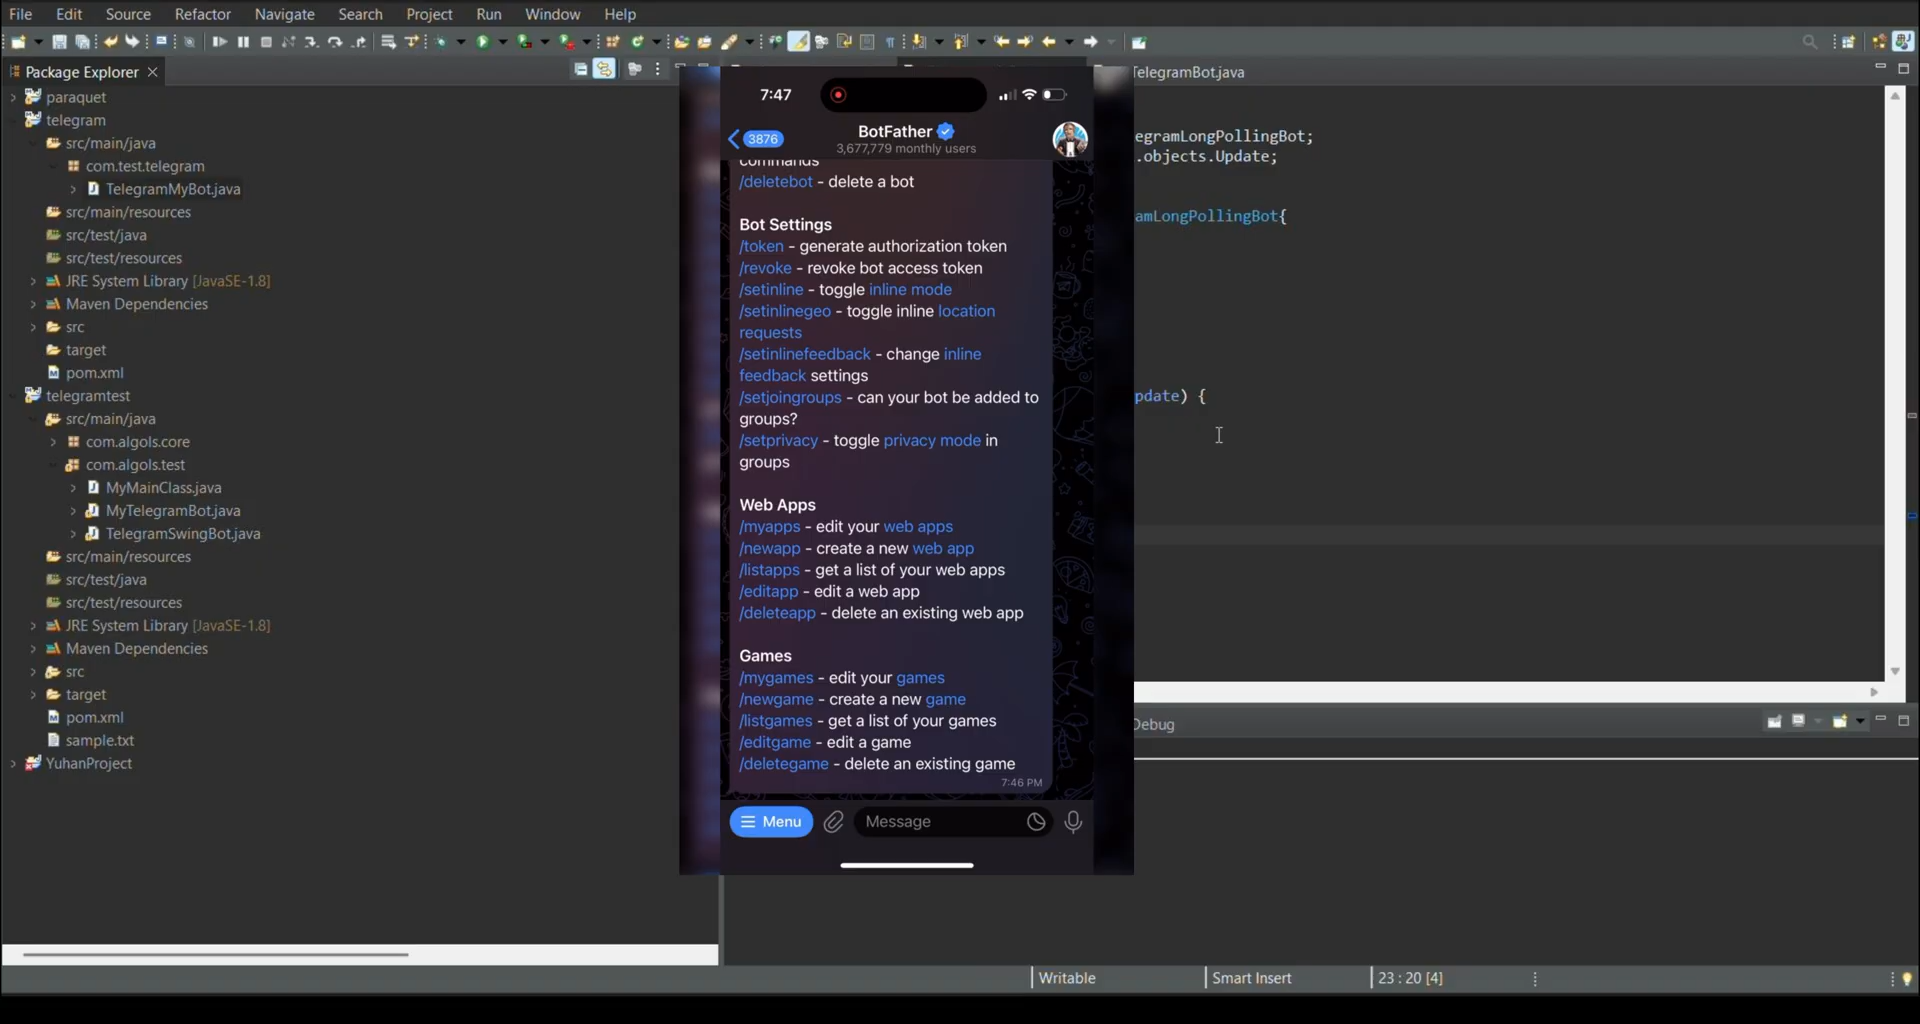 File Edit Source Refactor Navigate Search Project Run Window Help
Package Explorer
paraquet
telegram
src/main/java
com.test.telegram
TelegramMyBot.java
src/main/resources
src/test/java
src/test/resources
JRE System Library [JavaSE-1.8]
Maven Dependencies
src
target
pom.xml
telegramtest
src/main/java
com.algols.core
com.algols.test
MyMainClass.java
MyTelegramBot.java
TelegramSwingBot.java
src/main/resources
src/test/java
src/test/resources
JRE System Library [JavaSE-1.8]
Maven Dependencies
src
target
pom.xml
sample.txt
YuhanProject
7:47
3876
BotFather
3,677,779 monthly users
commands
/deletebot - delete a bot
Bot Settings
/token - generate authorization token
/revoke - revoke bot access token
/setinline - toggle inline mode
/setinlinegeo - toggle inline location
requests
/setinlinefeedback - change inline
feedback settings
/setjoingroups - can your bot be added to
groups?
/setprivacy - toggle privacy mode in
groups
Web Apps
/myapps - edit your web apps
/newapp - create a new web app
/listapps - get a list of your web apps
/editapp - edit a web app
/deleteapp - delete an existing web app
Games
/mygames - edit your games
/newgame - create a new game
/listgames - get a list of your games
/editgame - edit a game
/deletegame - delete an existing game
7:46 PM
Menu
Message
TelegramBot.java
egramLongPollingBot;
.objects.Update;
amLongPollingBot{
pdate) {
Debug
Writable
Smart Insert
23 : 20 [4]